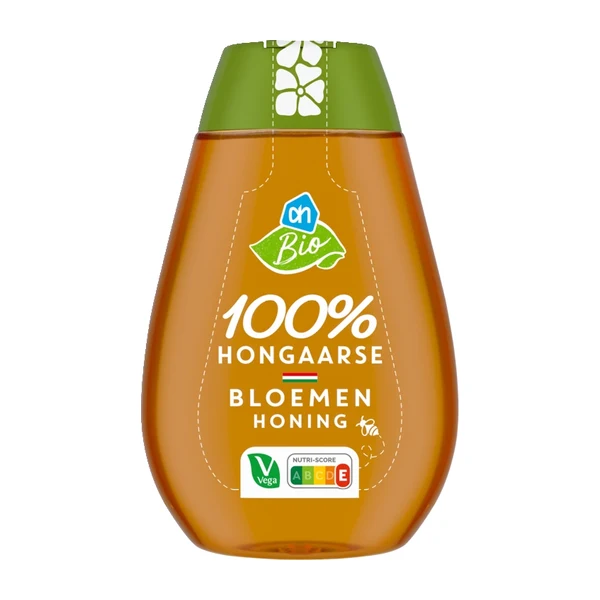 ah
Bio
100%
HONGAARSE
BLOEMEN
HONING
V
Vega
NUTRI-SCORE
A B C D E